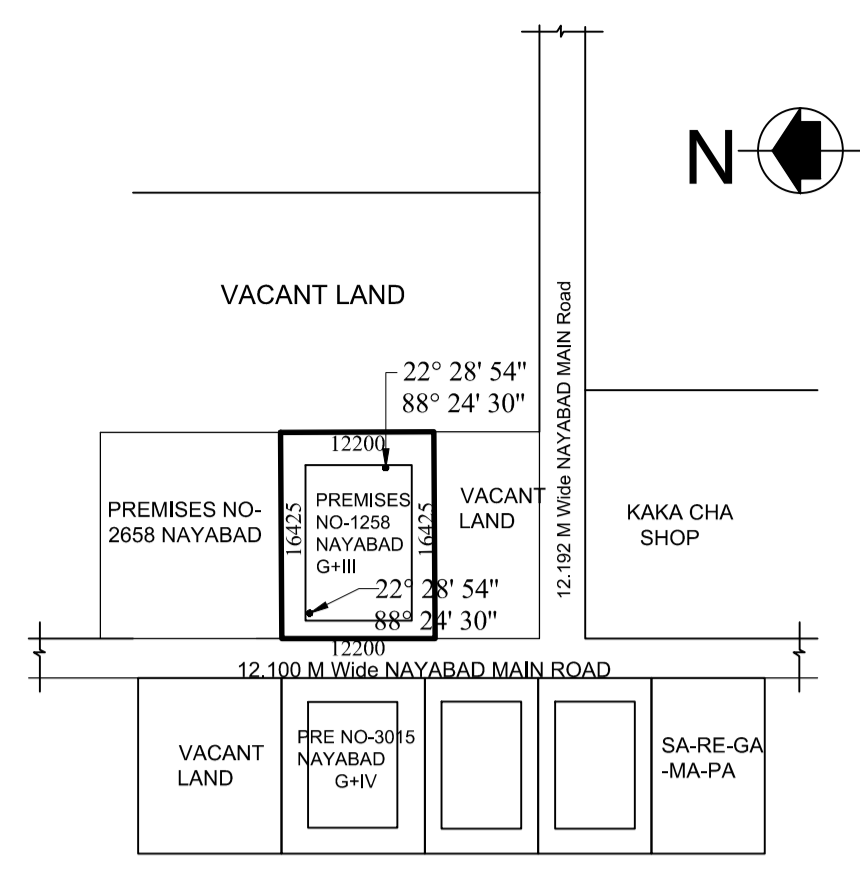 N
VACANT LAND
12.192 M Wide NAYABAD MAIN Road
22° 28' 54"
88° 24' 30"
12200
PREMISES NO-
2658 NAYABAD
16425
PREMISES
NO-1258
NAYABAD
G+III
16425
VACANT
LAND
KAKA CHA
SHOP
22° 28' 54"
88° 24' 30"
12200
12.100 M Wide NAYABAD MAIN ROAD
VACANT
LAND
PRE NO-3015
NAYABAD
G+IV
SA-RE-GA
-MA-PA